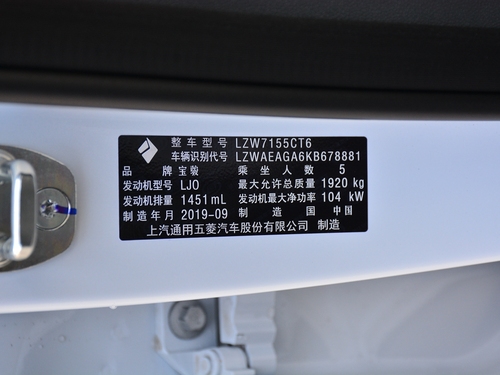 整车型号 LZW7155CT6
车辆识别代号 LZWAEAGA6KB678881
品牌 宝骏 乘坐人数 5
发动机型号 LJO 最大允许总质量 1920 kg
发动机排量 1451 mL 发动机最大净功率 104 kW
制造年月 2019-09 制造国 中国
上汽通用五菱汽车股份有限公司 制造